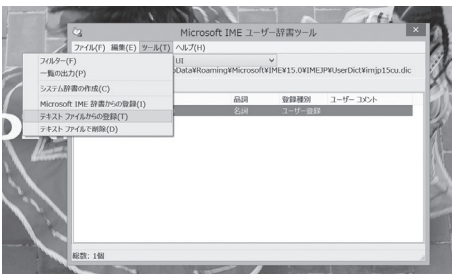 Microsoft IME ユーザー辞書ツール
ファイル(F) 編集(E) ツール(T) ヘルプ(H)
フィルター(F)
一覧の出力(P)
システム辞書の作成(C)
Microsoft IME 辞書からの登録(I)
テキスト ファイルからの登録(T)
テキスト ファイルで削除(D)
UI
oData¥Roaming¥Microsoft¥IME¥15.0¥IMEJP¥UserDict¥imjp15cu.dic
品詞 登録種別 ユーザー コメント
名詞 ユーザー登録
総数: 1個